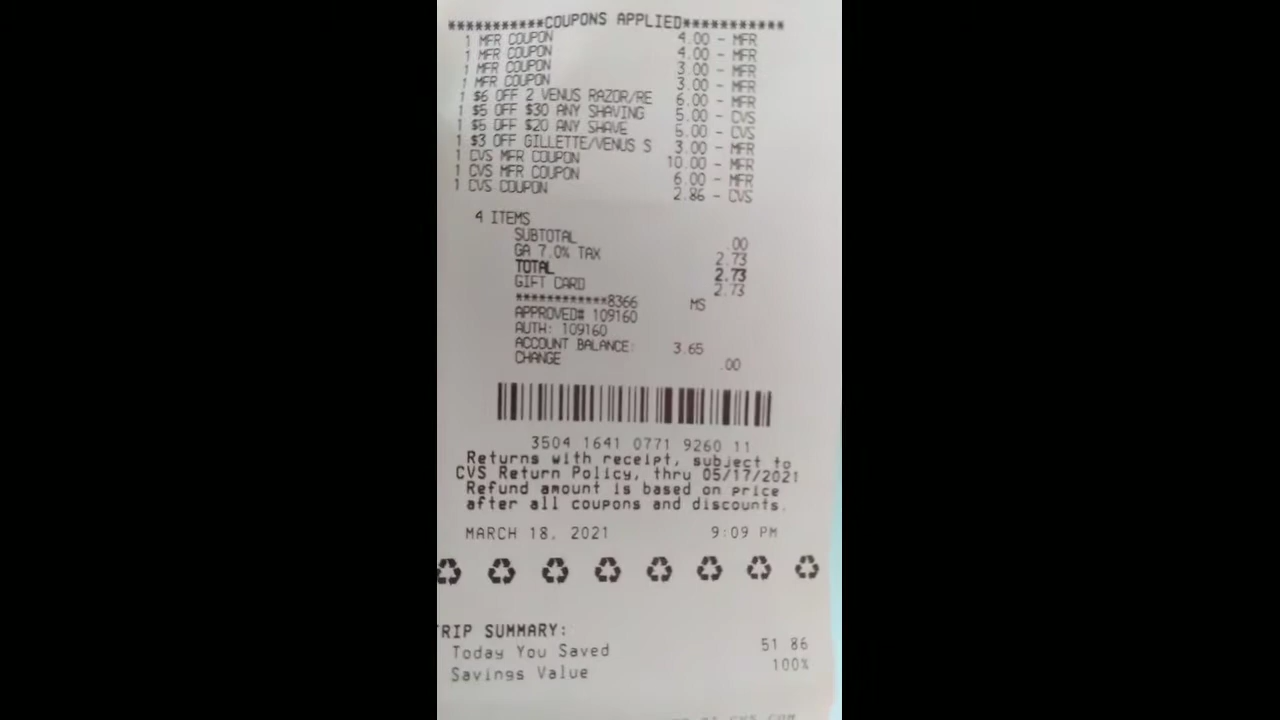 ***********COUPONS APPLIED************
1 MFR COUPON 4.00 - MFR
1 MFR COUPON 4.00 - MFR
1 MFR COUPON 3.00 - MFR
1 MFR COUPON 3.00 - MFR
1 $6 OFF 2 VENUS RAZOR/RE 6.00 - MFR
1 $5 OFF $30 ANY SHAVING 5.00 - CVS
1 $5 OFF $20 ANY SHAVE 5.00 - CVS
1 $3 OFF GILLETTE/VENUS S 3.00 - MFR
1 CVS MFR COUPON 10.00 - MFR
1 CVS MFR COUPON 6.00 - MFR
1 CVS COUPON 2.86 - CVS
4 ITEMS
SUBTOTAL .00
GA 7.0% TAX 2.73
TOTAL 2.73
GIFT CARD 2.73
************8366 MS
APPROVED# 109160
AUTH: 109160
ACCOUNT BALANCE: 3.65
CHANGE .00
3504 1641 0771 9260 11
Returns with receipt, subject to
CVS Return Policy, thru 05/17/2021
Refund amount is based on price
after all coupons and discounts.
MARCH 18, 2021 9:09 PM
TRIP SUMMARY:
Today You Saved 51 86
Savings Value 100%